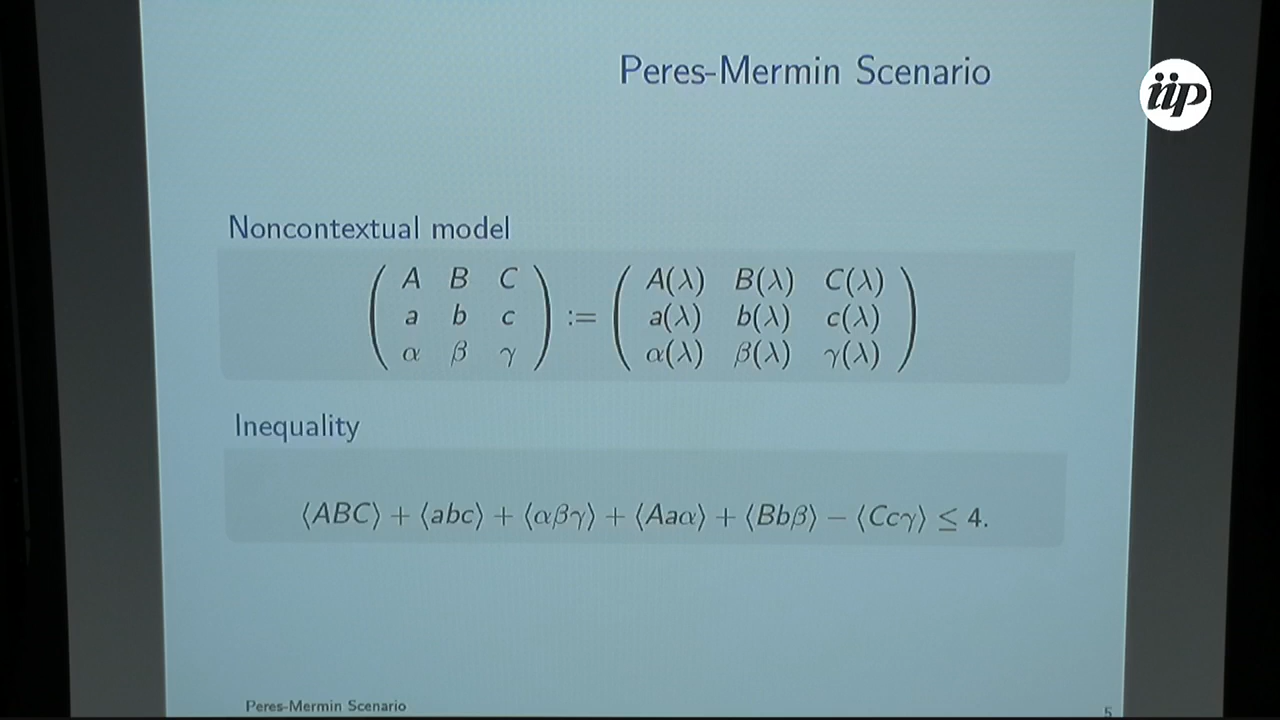 Peres-Mermin Scenario
iip
Noncontextual model
( A B C ) := ( A(λ) B(λ) C(λ) )
( a b c ) ( a(λ) b(λ) c(λ) )
( α β γ ) ( α(λ) β(λ) γ(λ) )
Inequality
⟨ABC⟩ + ⟨abc⟩ + ⟨αβγ⟩ + ⟨Aaα⟩ + ⟨Bbβ⟩ − ⟨Ccγ⟩ ≤ 4.
Peres-Mermin Scenario
5